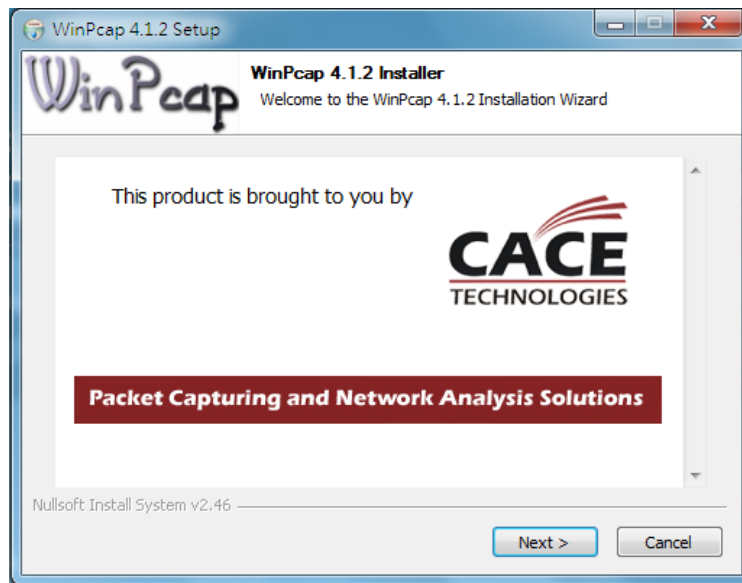 WinPcap 4.1.2 Setup
WinPcap
WinPcap 4.1.2 Installer
Welcome to the WinPcap 4.1.2 Installation Wizard
This product is brought to you by
CACE
TECHNOLOGIES
Packet Capturing and Network Analysis Solutions
Nullsoft Install System v2.46
Next >
Cancel